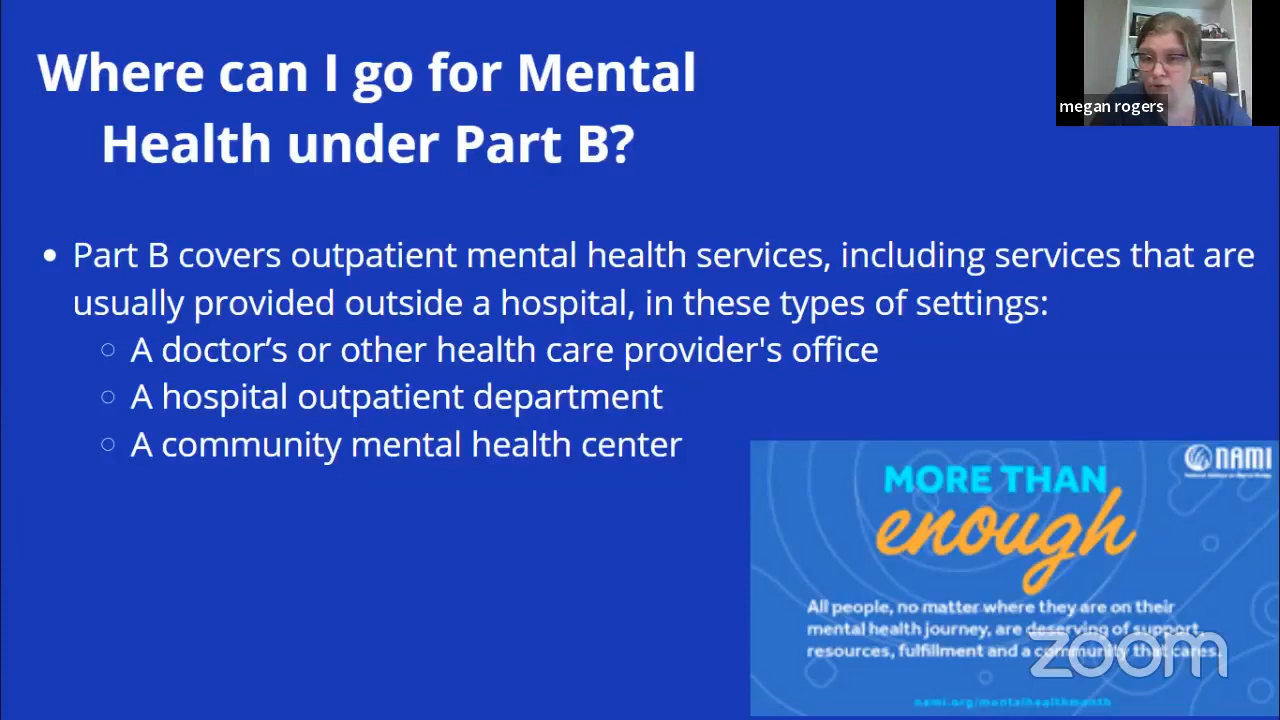 Where can I go for Mental
Health under Part B?
megan rogers
• Part B covers outpatient mental health services, including services that are
usually provided outside a hospital, in these types of settings:
○ A doctor’s or other health care provider's office
○ A hospital outpatient department
○ A community mental health center
NAMI
MORE THAN
enough
All people, no matter where they are on their
mental health journey, are deserving of support,
resources, fulfillment and a community that cares.
zoom
nami.org/mentalhealthmonth